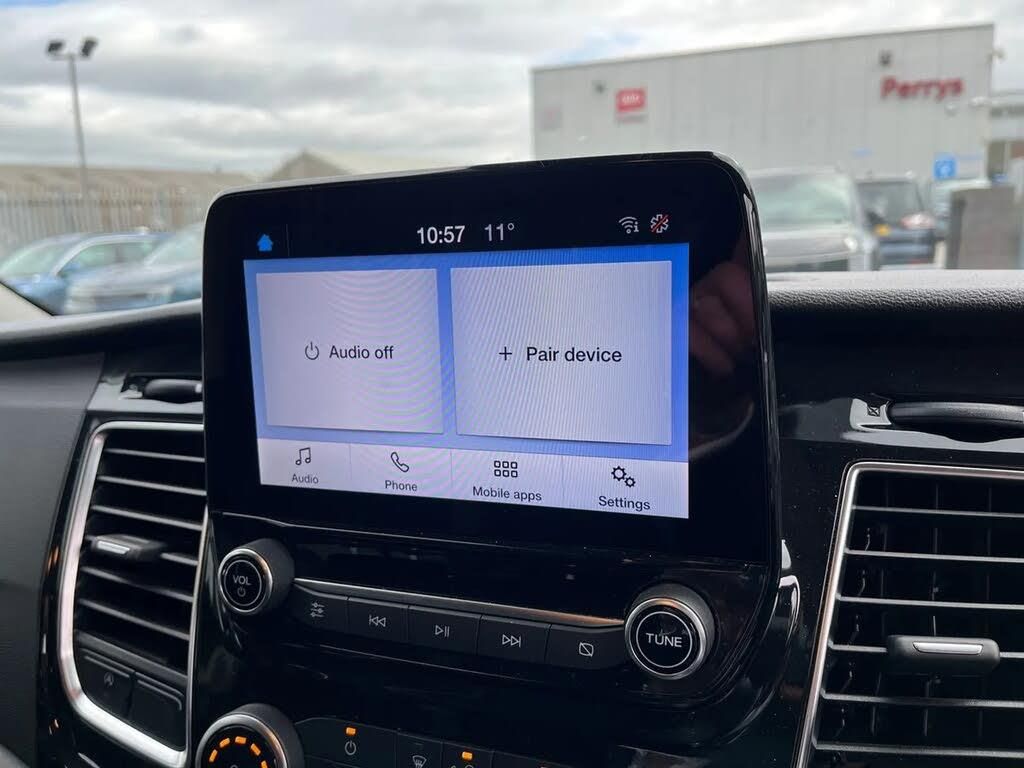 Perrys
10:57 11°
Audio off
+ Pair device
Audio
Phone
Mobile apps
Settings
VOL
TUNE